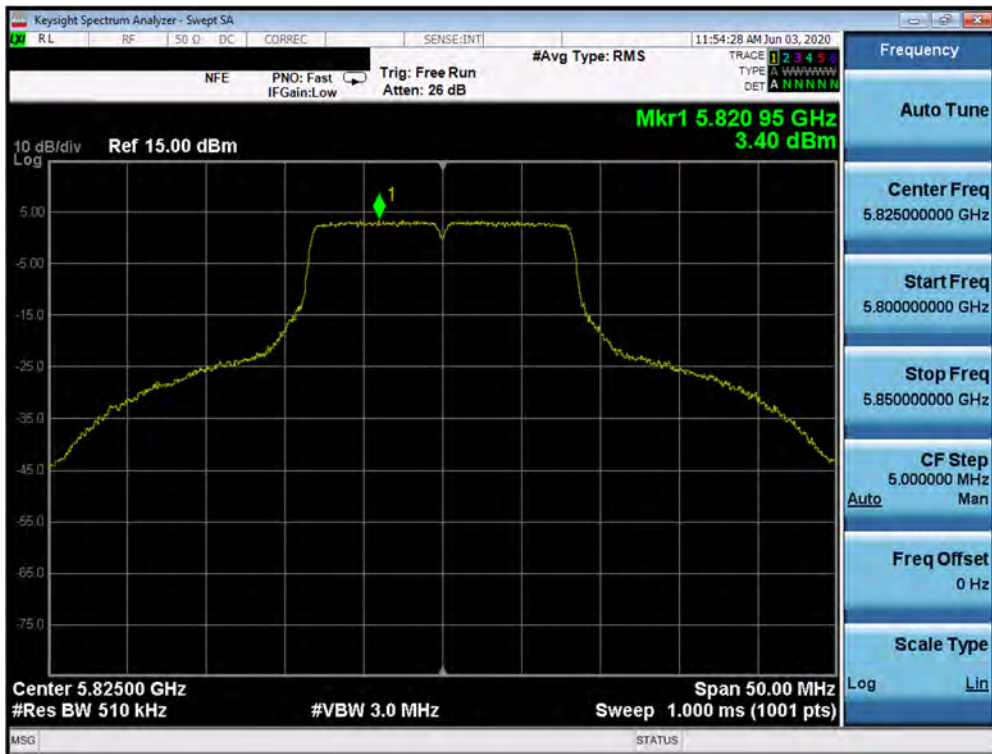 Keysight Spectrum Analyzer - Swept SA
LXI RL RF 50 Ω DC CORREC SENSE:INT 11:54:28 AM Jun 03, 2020
NFE PNO: Fast Trig: Free Run #Avg Type: RMS TRACE 1 2 3 4 5 6
IFGain:Low Atten: 26 dB TYPE A WWWWW
DET A N N N N N
Mkr1 5.820 95 GHz
3.40 dBm
10 dB/div Ref 15.00 dBm
Log
1
5.00
-5.00
-15.0
-25.0
-35.0
-45.0
-55.0
-65.0
-75.0
Center 5.82500 GHz Span 50.00 MHz
#Res BW 510 kHz #VBW 3.0 MHz Sweep 1.000 ms (1001 pts)
MSG STATUS
Frequency
Auto Tune
Center Freq
5.825000000 GHz
Start Freq
5.800000000 GHz
Stop Freq
5.850000000 GHz
CF Step
5.000000 MHz
Auto Man
Freq Offset
0 Hz
Scale Type
Log Lin